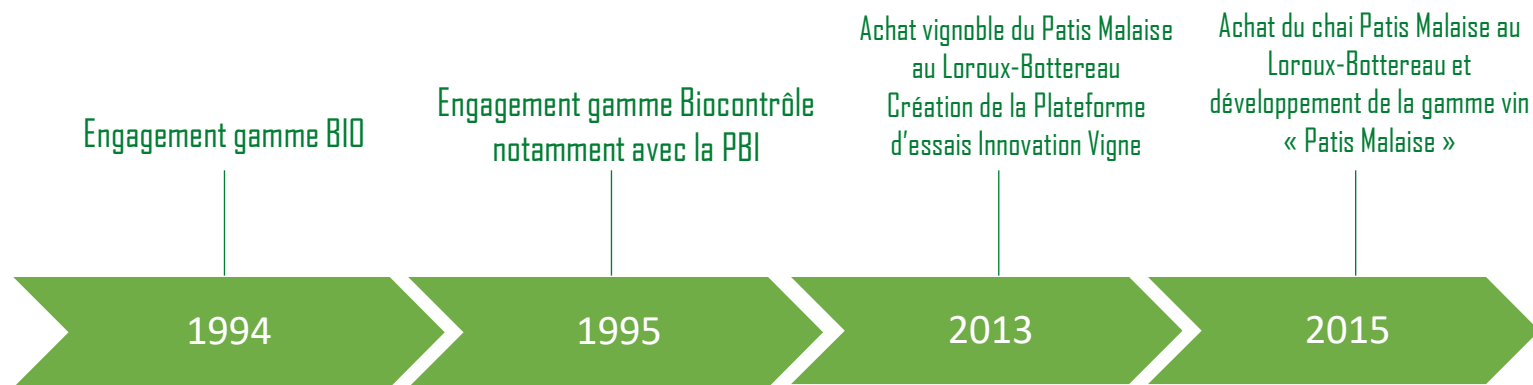 Engagement gamme BIO
Engagement gamme Biocontrôle
notamment avec la PBI
Achat vignoble du Patis Malaise
au Loroux-Bottereau
Création de la Plateforme
d'essais Innovation Vigne
Achat du chai Patis Malaise au
Loroux-Bottereau et
développement de la gamme vin
« Patis Malaise »
1994
1995
2013
2015